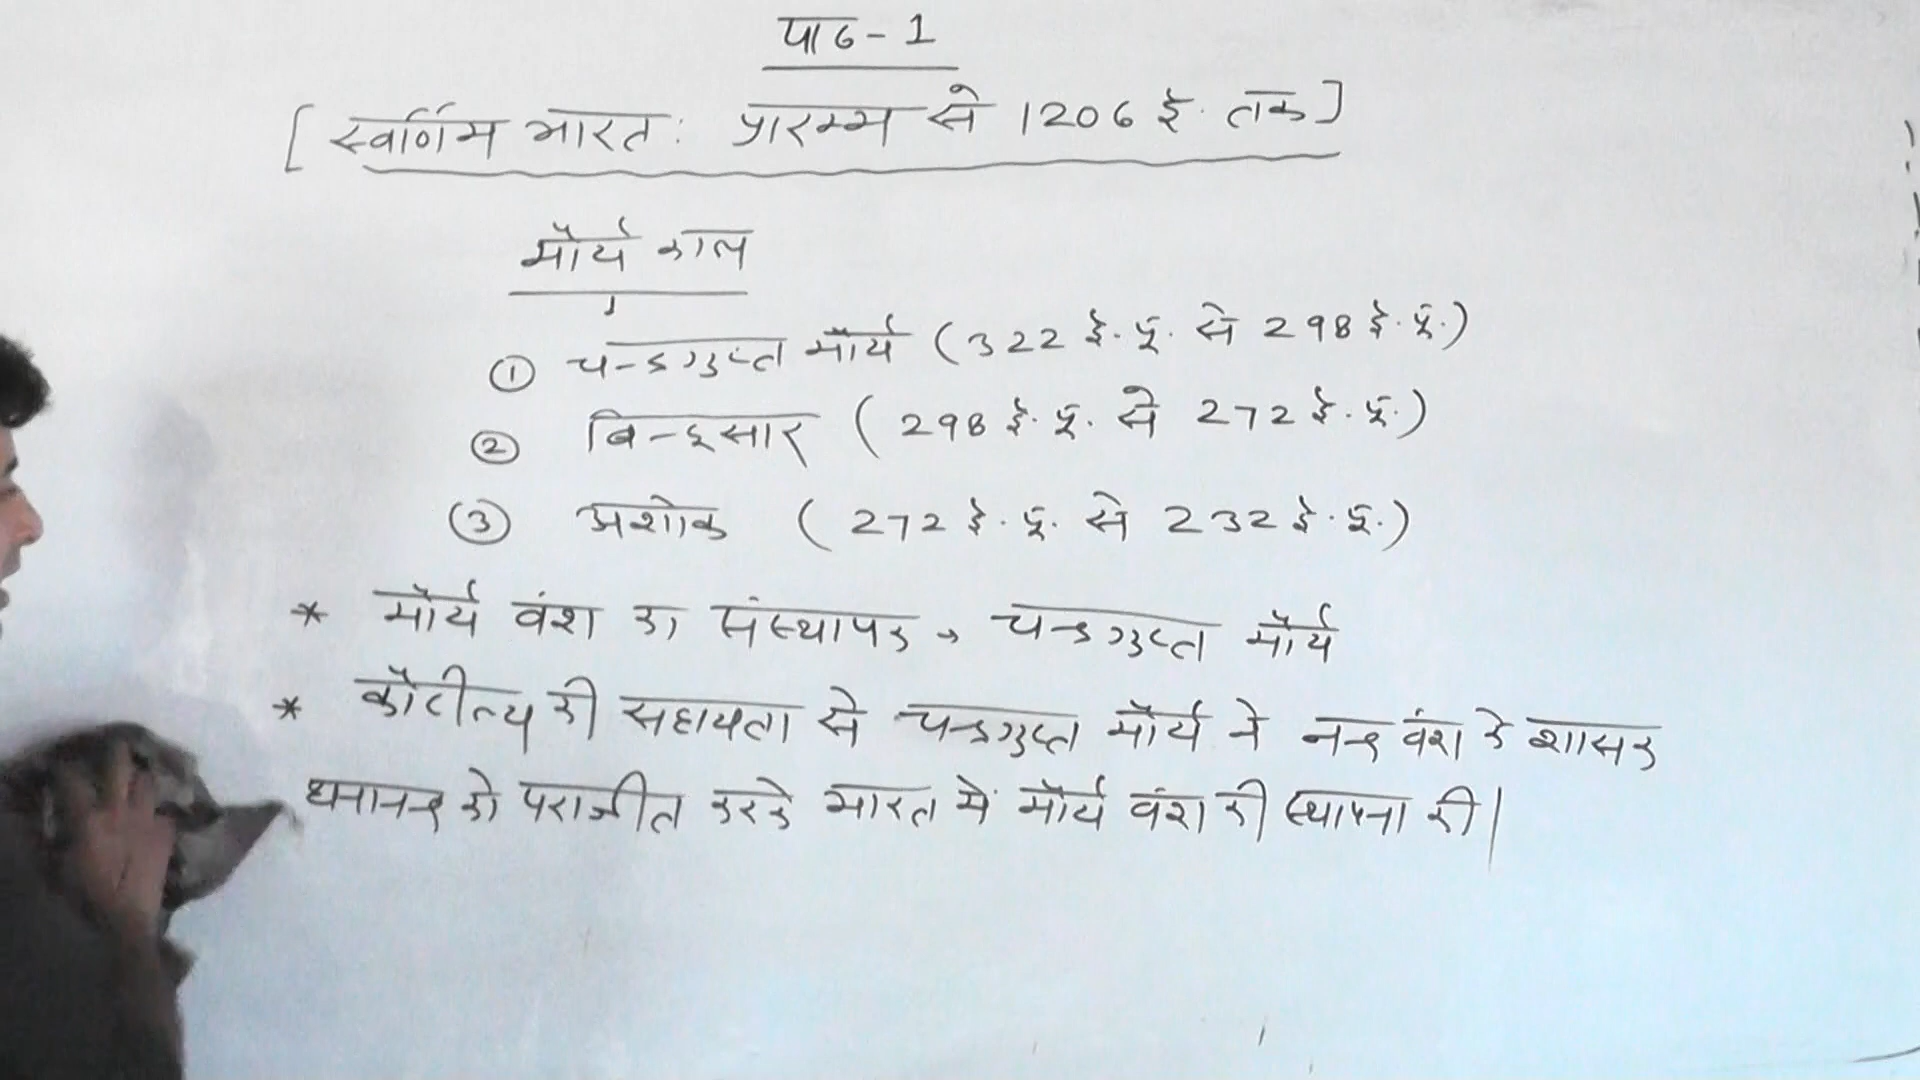 पाठ-1
[स्वर्णिम भारत: प्रारम्भ से 1206 ई. तक]
मौर्य काल
① चन्द्रगुप्त मौर्य (322 ई.पू. से 298 ई.पू.)
② बिन्दुसार (298 ई.पू. से 272 ई.पू.)
③ अशोक (272 ई.पू. से 232 ई.पू.)
* मौर्य वंश का संस्थापक → चन्द्रगुप्त मौर्य
* कौटील्य की सहायता से चन्द्रगुप्त मौर्य ने नन्द वंश के शासक
धनानन्द को पराजीत करके भारत में मौर्य वंश की स्थापना की|